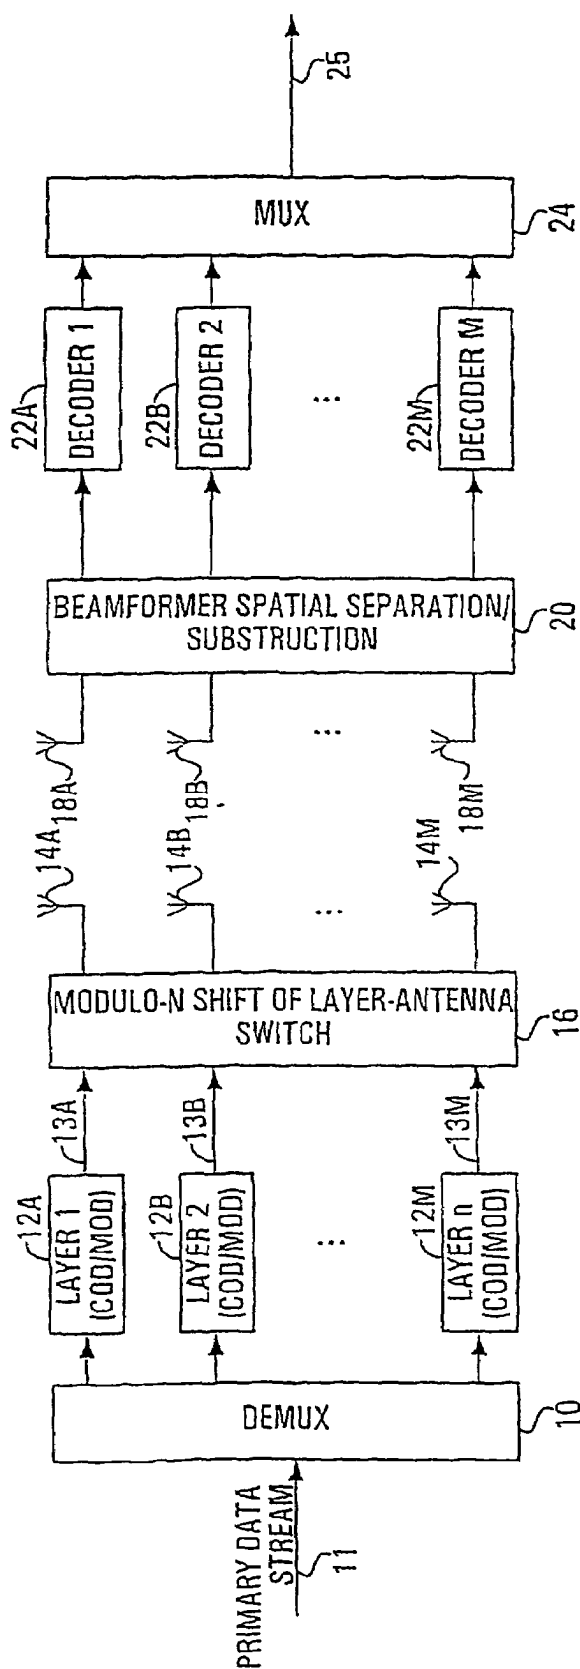 PRIMARY DATA
STREAM
11
DEMUX
10
12A
LAYER 1
(COD/MOD)
13A
12B
LAYER 2
(COD/MOD)
13B
...
12M
LAYER n
(COD/MOD)
13M
MODULO-N SHIFT OF LAYER-ANTENNA
SWITCH
16
14A
14B
...
14M
18A
18B
...
18M
BEAMFORMER SPATIAL SEPARATION/
SUBSTRUCTION
20
22A
DECODER 1
22B
DECODER 2
...
22M
DECODER M
MUX
24
25